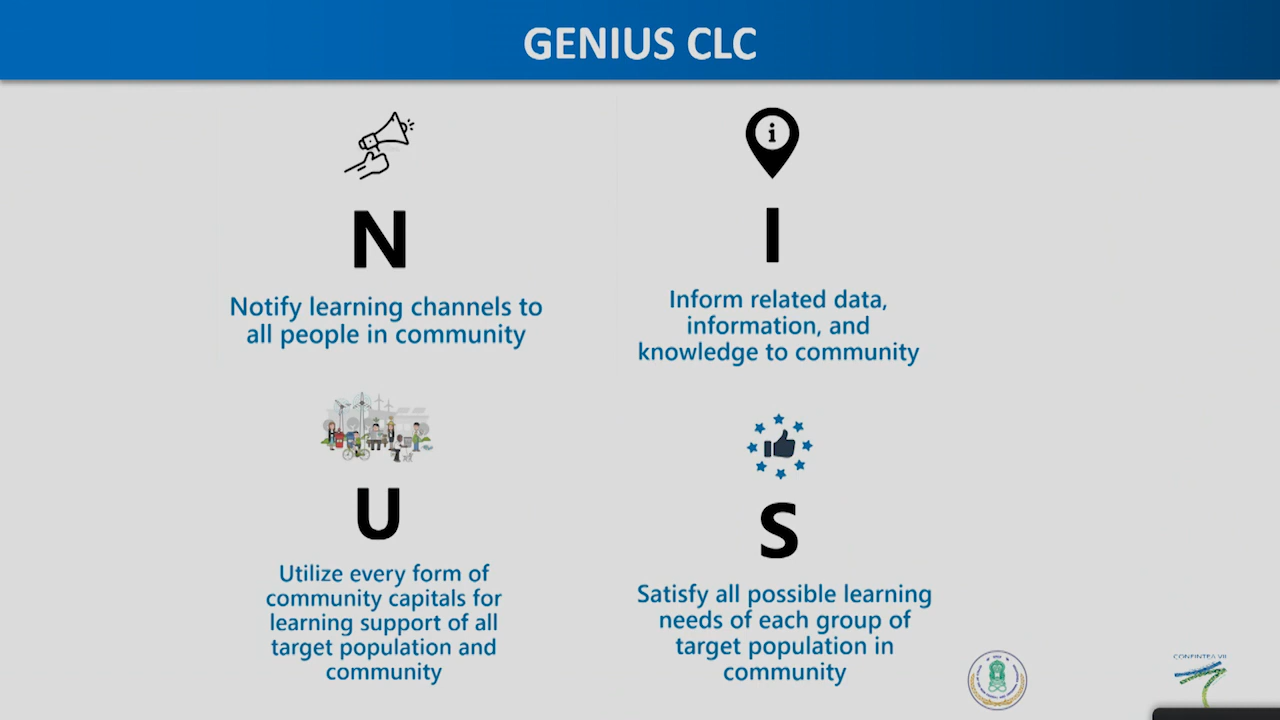 GENIUS CLC
N
Notify learning channels to
all people in community
i
I
Inform related data,
information, and
knowledge to community
U
Utilize every form of
community capitals for
learning support of all
target population and
community
S
Satisfy all possible learning
needs of each group of
target population in
community
CONFINTEA VII